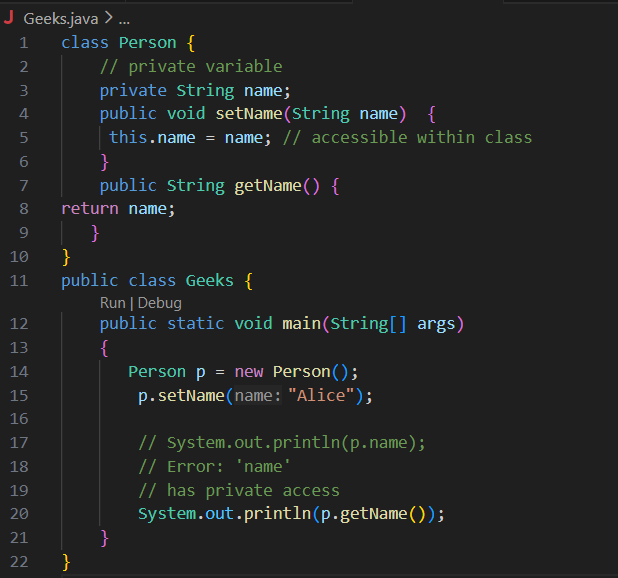 Geeks.java > ...
1 class Person {
2 // private variable
3 private String name;
4 public void setName(String name)  {
5 this.name = name; // accessible within class
6 }
7 public String getName() {
8 return name;
9 }
10 }
11 public class Geeks {
Run | Debug
12 public static void main(String[] args)
13 {
14 Person p = new Person();
15 p.setName(name: "Alice");
16
17 // System.out.println(p.name);
18 // Error: 'name'
19 // has private access
20 System.out.println(p.getName());
21 }
22 }